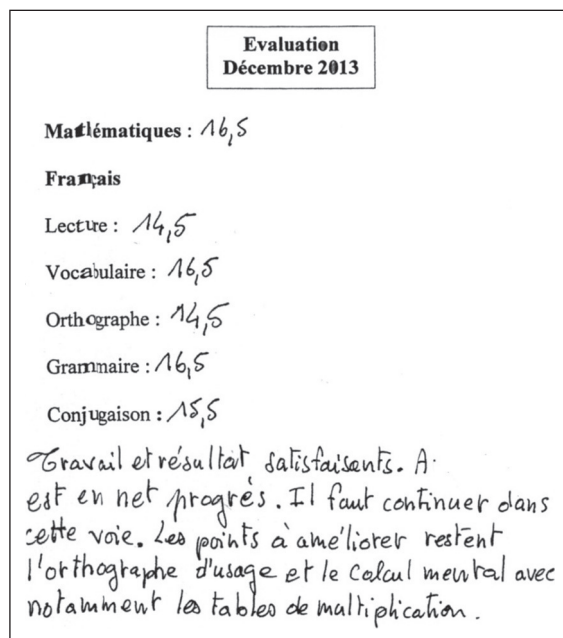 Evaluation
Décembre 2013
Mathématiques : 16,5
Français
Lecture : 14,5
Vocabulaire : 16,5
Orthographe : 14,5
Grammaire : 16,5
Conjugaison : 15,5
Travail et résultat satisfaisants. A.
est en net progrés. Il faut continuer dans
cette voie. Les points à améliorer restent
l'orthographe d'usage et le calcul mental avec
notamment les tables de multiplication.